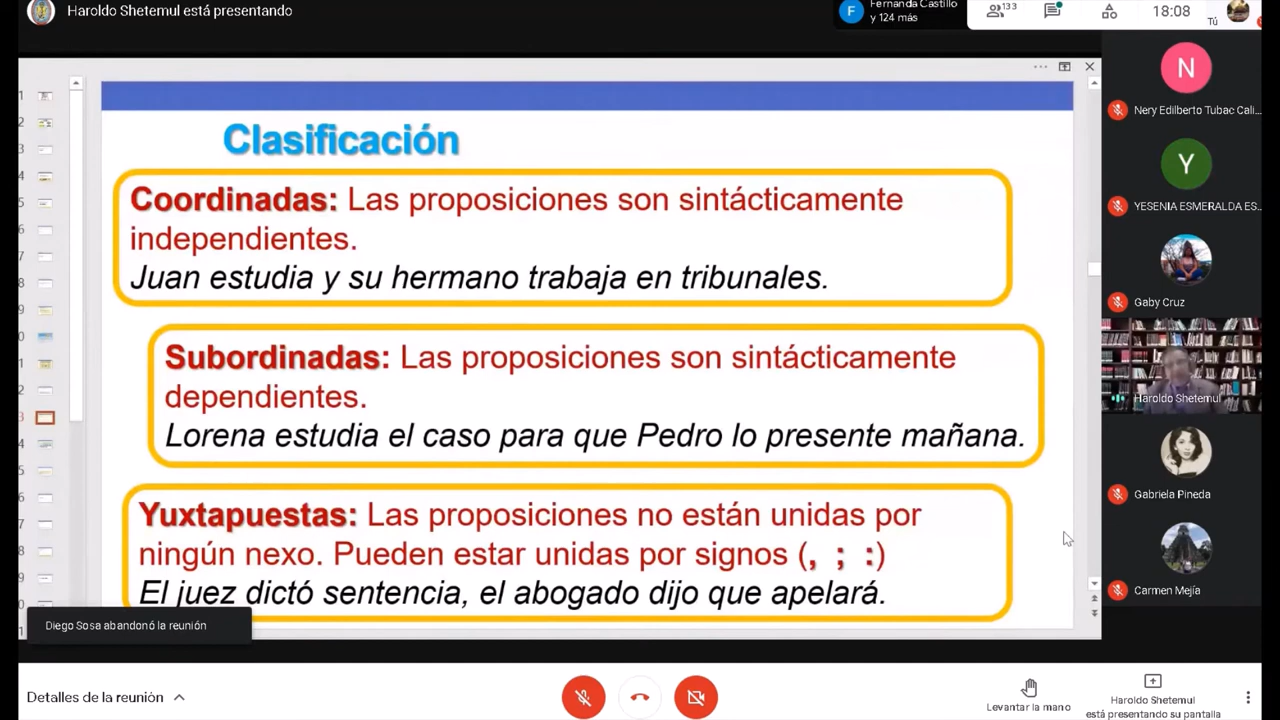 Haroldo Shetemul está presentando
Fernanda Castillo
y 124 más
F
133
18:08
Tú
Clasificación
Coordinadas: Las proposiciones son sintácticamente
independientes.
Juan estudia y su hermano trabaja en tribunales.
Subordinadas: Las proposiciones son sintácticamente
dependientes.
Lorena estudia el caso para que Pedro lo presente mañana.
Yuxtapuestas: Las proposiciones no están unidas por
ningún nexo. Pueden estar unidas por signos (, ; :)
El juez dictó sentencia, el abogado dijo que apelará.
N
Nery Edilberto Tubac Cali...
Y
YESENIA ESMERALDA ES...
Gaby Cruz
Haroldo Shetemul
Gabriela Pineda
Carmen Mejía
Diego Sosa abandonó la reunión
Detalles de la reunión
Levantar la mano
Haroldo Shetemul
está presentando su pantalla